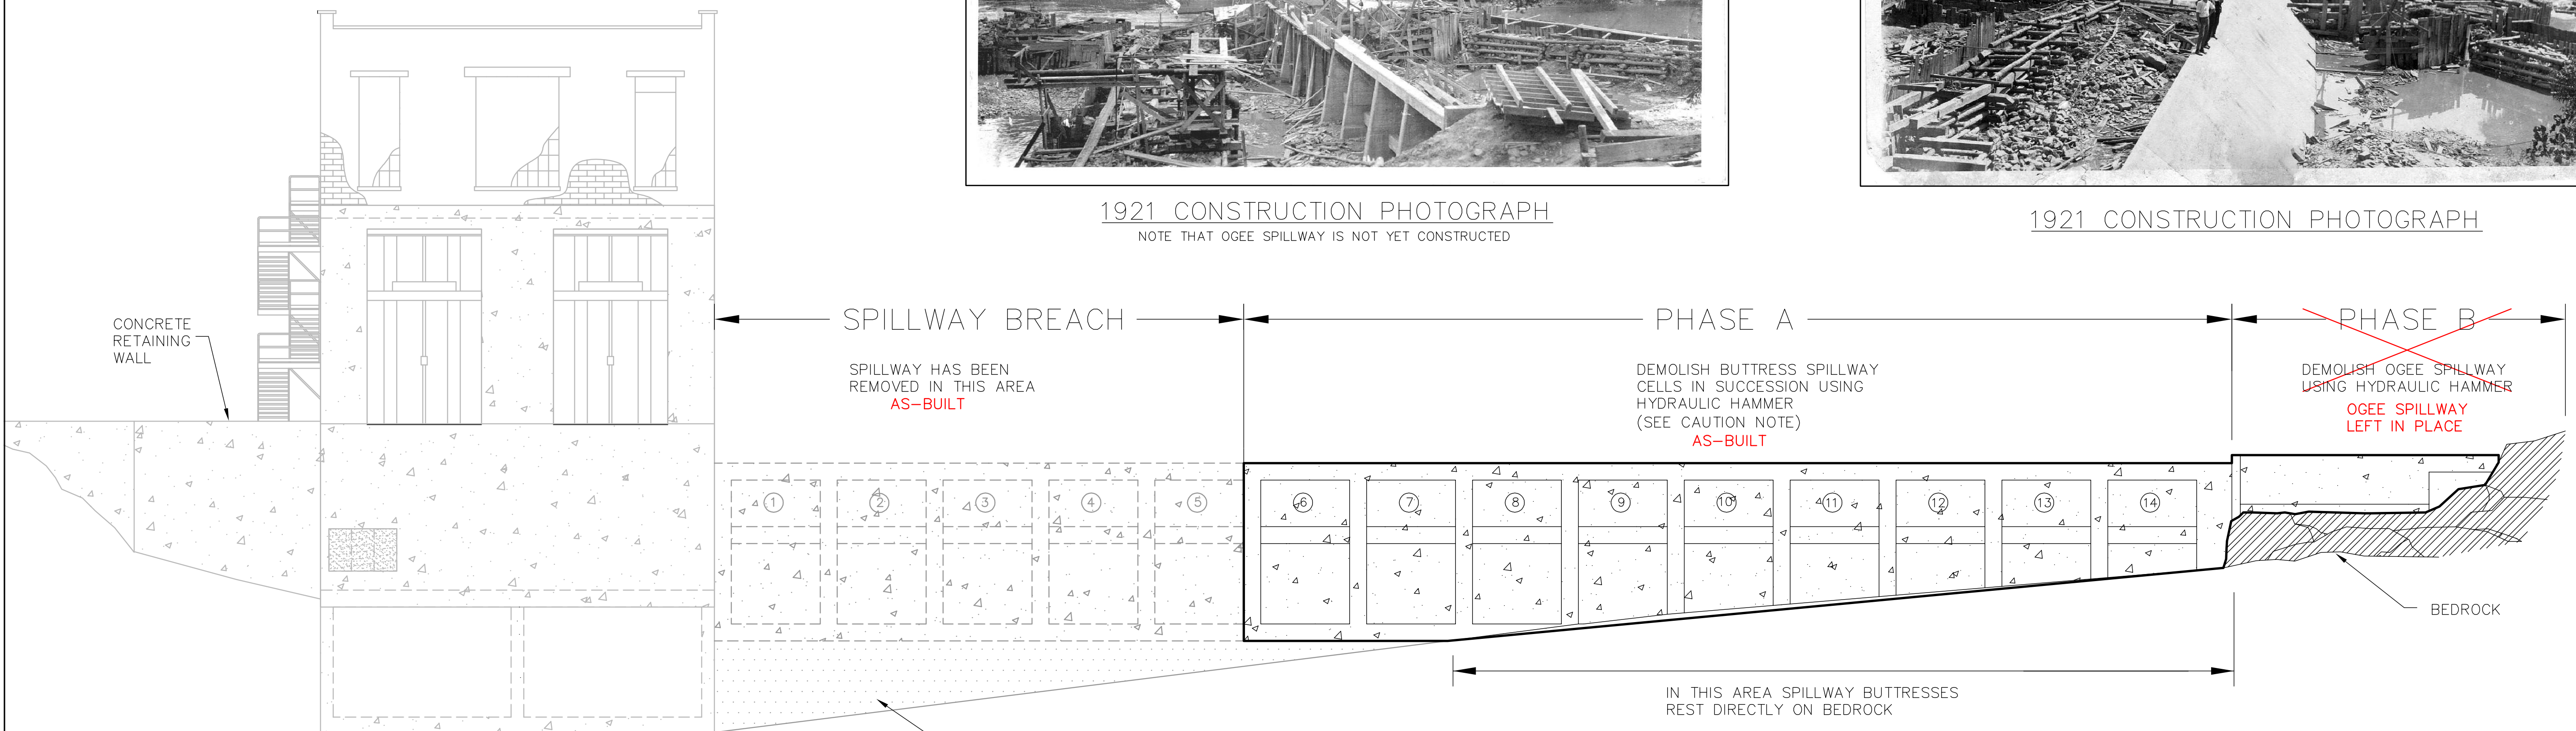 1921 CONSTRUCTION PHOTOGRAPH
NOTE THAT OGEE SPILLWAY IS NOT YET CONSTRUCTED
1921 CONSTRUCTION PHOTOGRAPH
CONCRETE
RETAINING
WALL
SPILLWAY BREACH
SPILLWAY HAS BEEN
REMOVED IN THIS AREA
AS-BUILT
PHASE A
DEMOLISH BUTTRESS SPILLWAY
CELLS IN SUCCESSION USING
HYDRAULIC HAMMER
(SEE CAUTION NOTE)
AS-BUILT
PHASE B
DEMOLISH OGEE SPILLWAY
USING HYDRAULIC HAMMER
OGEE SPILLWAY
LEFT IN PLACE
1 2 3 4 5 6 7 8 9 10 11 12 13 14
BEDROCK
IN THIS AREA SPILLWAY BUTTRESSES
REST DIRECTLY ON BEDROCK